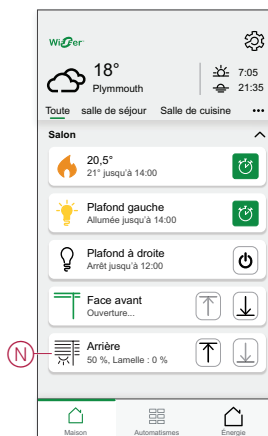 Wiser
18°
Plymmouth
7:05
21:35
Toute salle de séjour Salle de cuisine •••
Salon
20,5°
21° jusqu'à 14:00
Plafond gauche
Allumée jusqu'à 14:00
Plafond à droite
Arrêt jusqu'à 12:00
Face avant
Ouverture...
N
Arrière
50 %, Lamelle : 0 %
Maison Automatismes Énergie